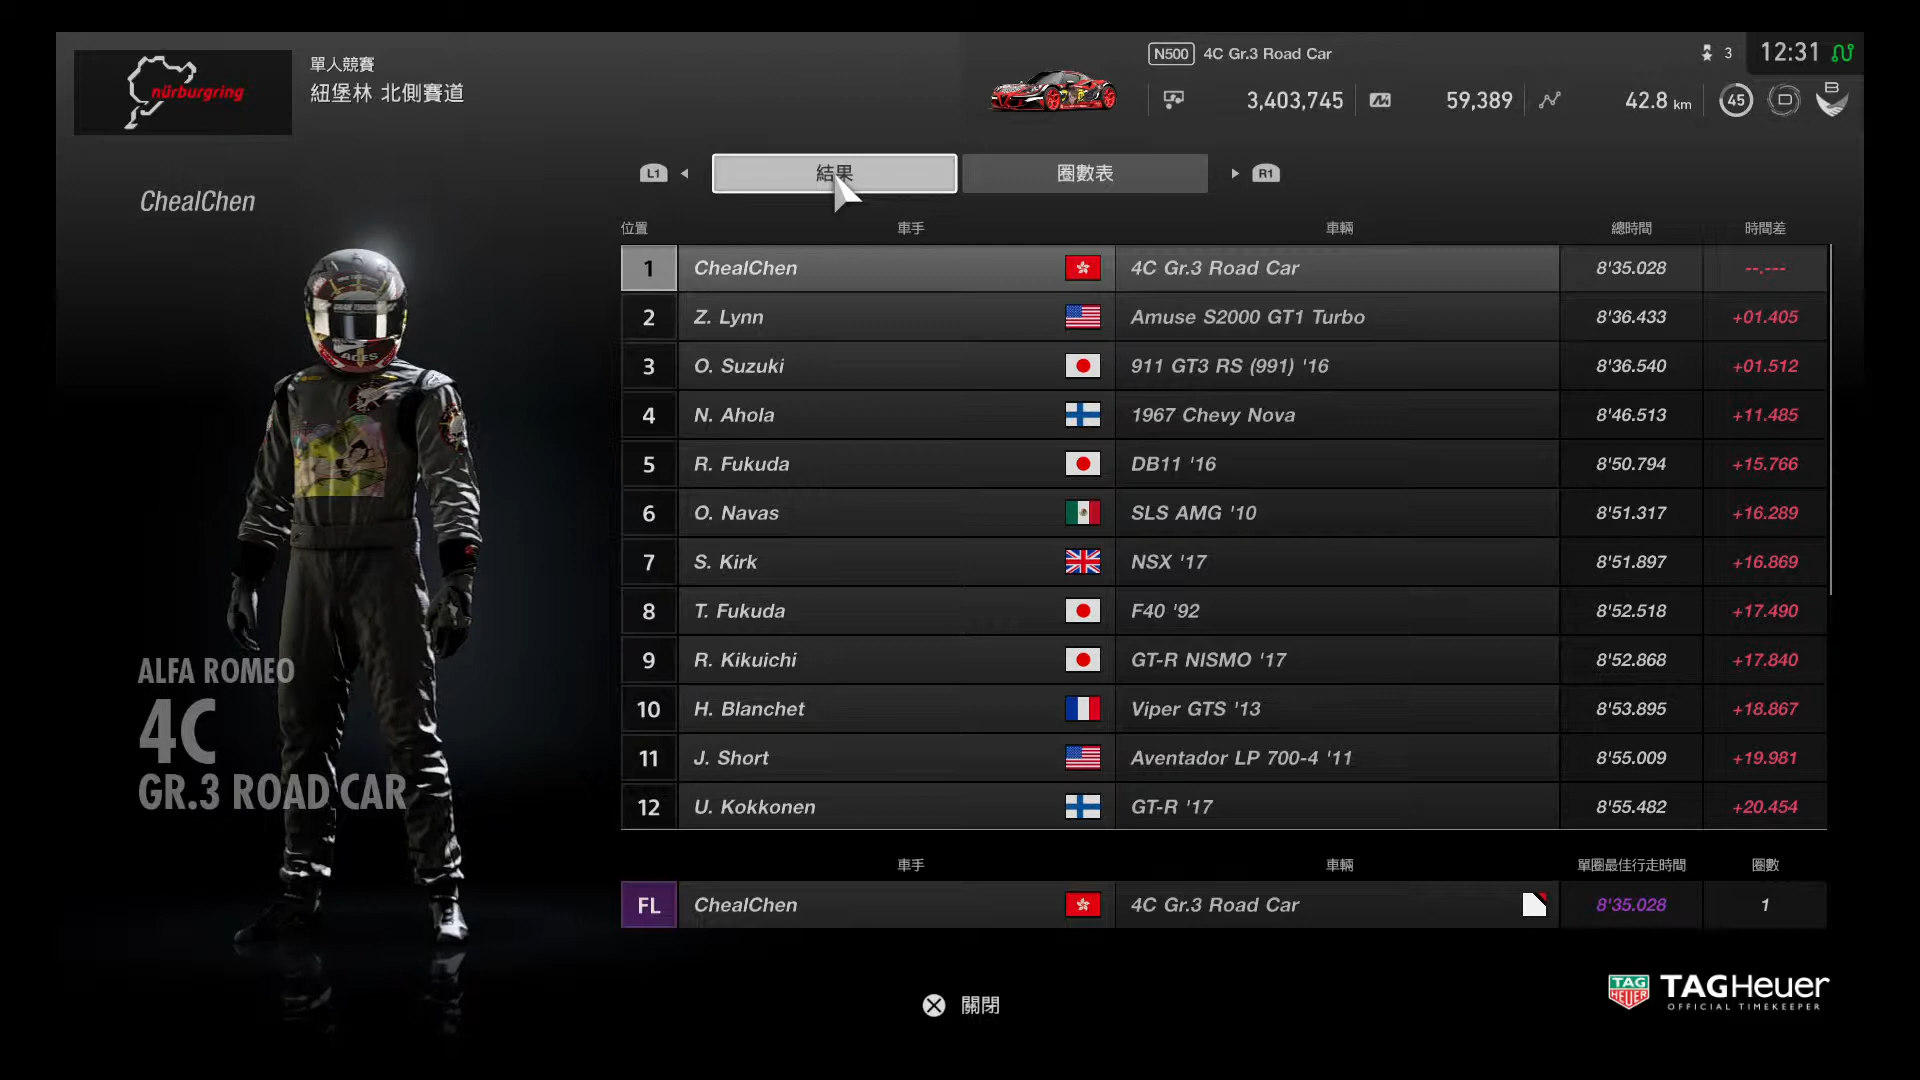 nürburgring
單人競賽
紐堡林 北側賽道
N500 4C Gr.3 Road Car
3
12:31
3,403,745
59,389
42.8 km
45
D
B
L1
結果
圈數表
R1
ChealChen
位置 車手 車輛 總時間 時間差
1 ChealChen 4C Gr.3 Road Car 8'35.028 --.---
2 Z. Lynn Amuse S2000 GT1 Turbo 8'36.433 +01.405
3 O. Suzuki 911 GT3 RS (991) '16 8'36.540 +01.512
4 N. Ahola 1967 Chevy Nova 8'46.513 +11.485
5 R. Fukuda DB11 '16 8'50.794 +15.766
6 O. Navas SLS AMG '10 8'51.317 +16.289
7 S. Kirk NSX '17 8'51.897 +16.869
8 T. Fukuda F40 '92 8'52.518 +17.490
9 R. Kikuichi GT-R NISMO '17 8'52.868 +17.840
10 H. Blanchet Viper GTS '13 8'53.895 +18.867
11 J. Short Aventador LP 700-4 '11 8'55.009 +19.981
12 U. Kokkonen GT-R '17 8'55.482 +20.454
ALFA ROMEO
4C
GR.3 ROAD CAR
車手 車輛 單圈最佳行走時間 圈數
FL ChealChen 4C Gr.3 Road Car 8'35.028 1
關閉
TAG HEUER
TAGHeuer
OFFICIAL TIMEKEEPER